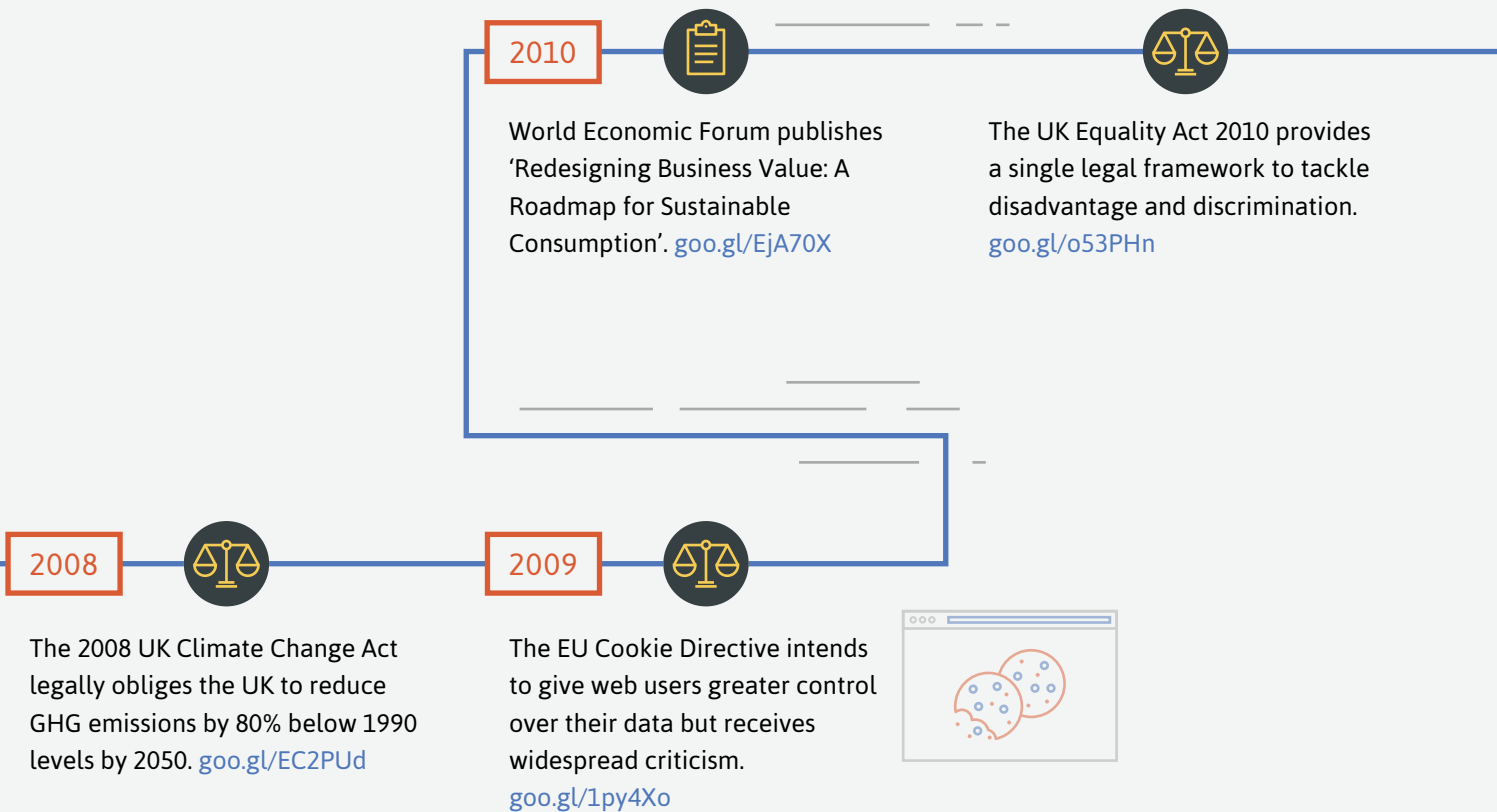 2010
World Economic Forum publishes
‘Redesigning Business Value: A
Roadmap for Sustainable
Consumption’. goo.gl/EjA70X
The UK Equality Act 2010 provides
a single legal framework to tackle
disadvantage and discrimination.
goo.gl/o53PHn
2008
The 2008 UK Climate Change Act
legally obliges the UK to reduce
GHG emissions by 80% below 1990
levels by 2050. goo.gl/EC2PUd
2009
The EU Cookie Directive intends
to give web users greater control
over their data but receives
widespread criticism.
goo.gl/1py4Xo